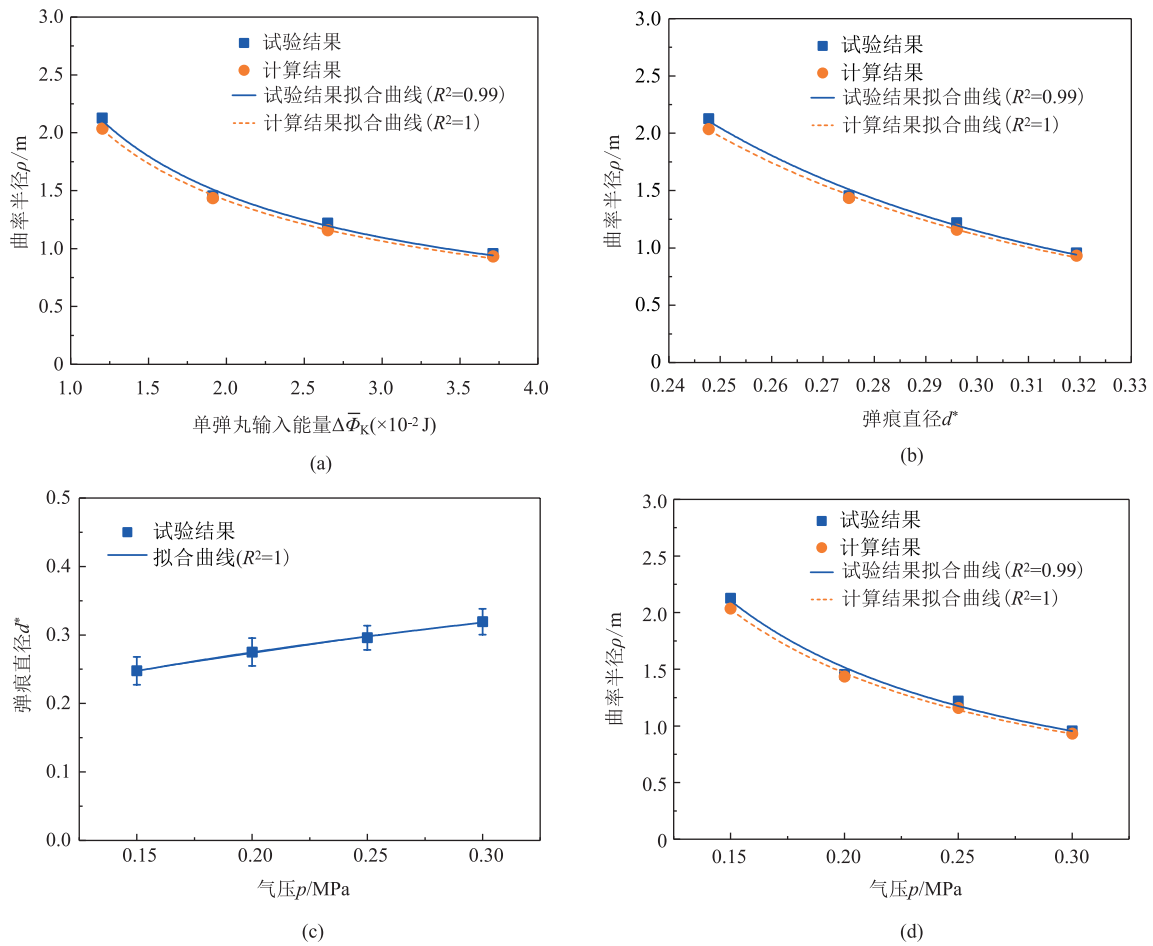 3.0
2.5
2.0
1.5
1.0
0.5
0
曲率半径ρ/m
试验结果
计算结果
试验结果拟合曲线(R²=0.99)
计算结果拟合曲线(R²=1)
1.0 1.5 2.0 2.5 3.0 3.5 4.0
单弹丸输入能量ΔΦ̅K(×10⁻² J)
(a)
3.0
2.5
2.0
1.5
1.0
0.5
0
曲率半径ρ/m
试验结果
计算结果
试验结果拟合曲线(R²=0.99)
计算结果拟合曲线(R²=1)
0.24 0.25 0.26 0.27 0.28 0.29 0.30 0.31 0.32 0.33
弹痕直径d*
(b)
0.5
0.4
0.3
0.2
0.1
0.0
弹痕直径d*
试验结果
拟合曲线(R²=1)
0.15 0.20 0.25 0.30
气压p/MPa
(c)
3.0
2.5
2.0
1.5
1.0
0.5
0
曲率半径ρ/m
试验结果
计算结果
试验结果拟合曲线(R²=0.99)
计算结果拟合曲线(R²=1)
0.15 0.20 0.25 0.30
气压p/MPa
(d)